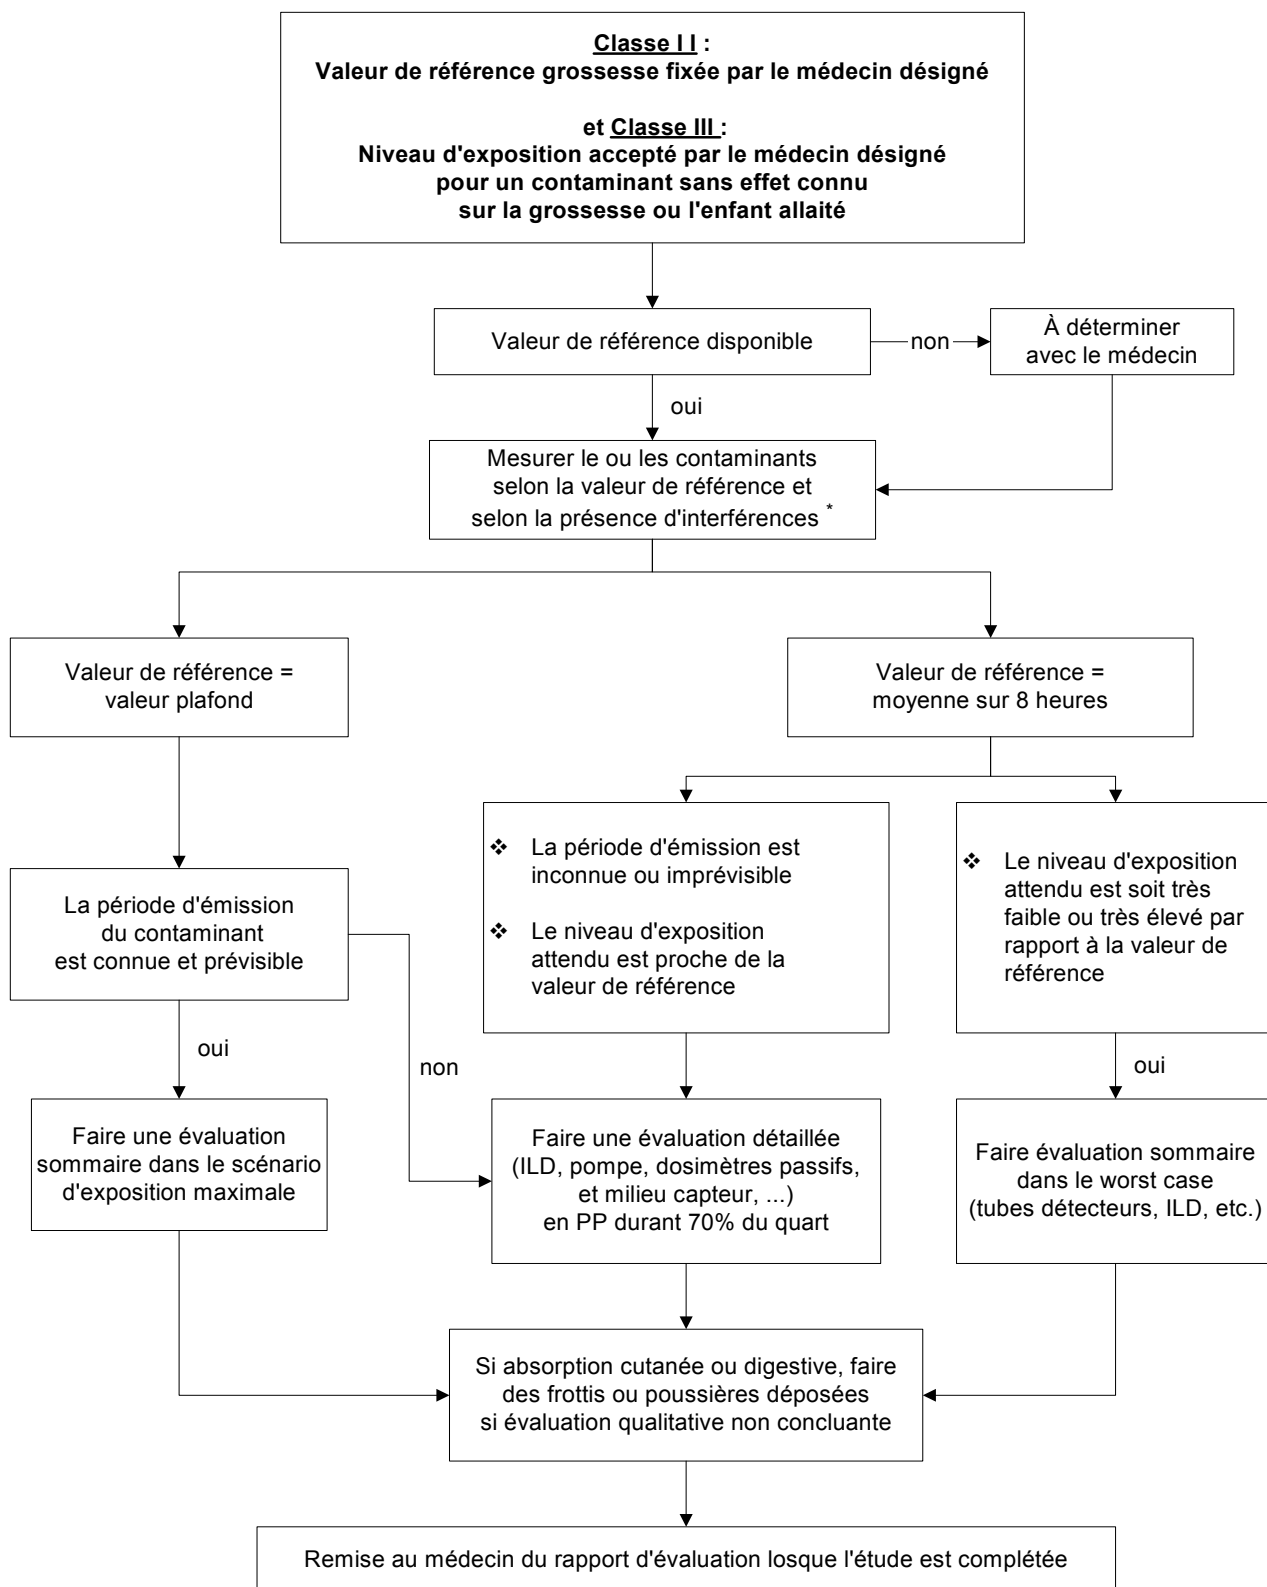 Classe I I :
Valeur de référence grossesse fixée par le médecin désigné
et Classe III :
Niveau d'exposition accepté par le médecin désigné
pour un contaminant sans effet connu
sur la grossesse ou l'enfant allaité
Valeur de référence disponible
non
À déterminer
avec le médecin
oui
Mesurer le ou les contaminants
selon la valeur de référence et
selon la présence d'interférences *
Valeur de référence =
valeur plafond
Valeur de référence =
moyenne sur 8 heures
La période d'émission
du contaminant
est connue et prévisible
❖ La période d'émission est
inconnue ou imprévisible
❖ Le niveau d'exposition
attendu est proche de la
valeur de référence
❖ Le niveau d'exposition
attendu est soit très
faible ou très élevé par
rapport à la valeur de
référence
oui
non
oui
Faire une évaluation
sommaire dans le scénario
d'exposition maximale
Faire une évaluation détaillée
(ILD, pompe, dosimètres passifs,
et milieu capteur, ...)
en PP durant 70% du quart
Faire évaluation sommaire
dans le worst case
(tubes détecteurs, ILD, etc.)
Si absorption cutanée ou digestive, faire
des frottis ou poussières déposées
si évaluation qualitative non concluante
Remise au médecin du rapport d'évaluation losque l'étude est complétée